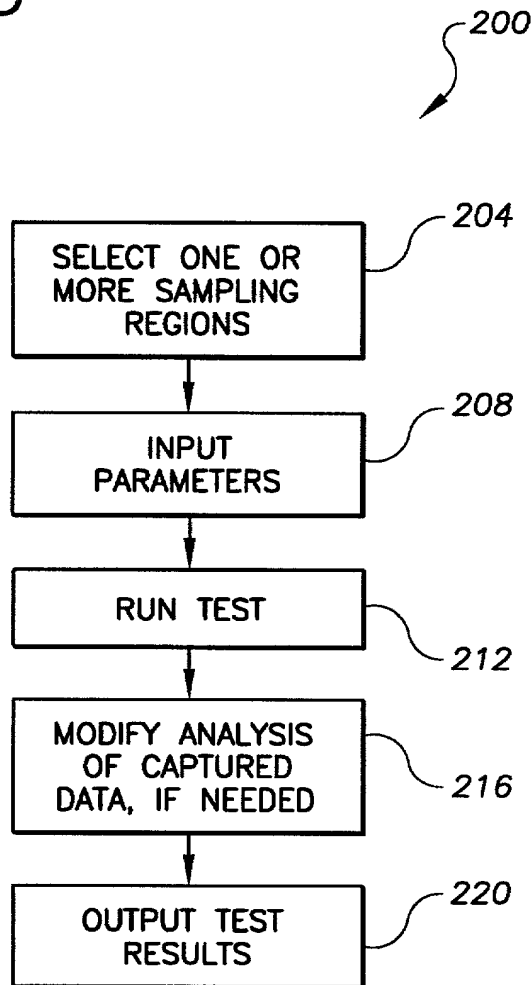 200
204
SELECT ONE OR
MORE SAMPLING
REGIONS
208
INPUT
PARAMETERS
RUN TEST
212
MODIFY ANALYSIS
OF CAPTURED
DATA, IF NEEDED
216
220
OUTPUT TEST
RESULTS